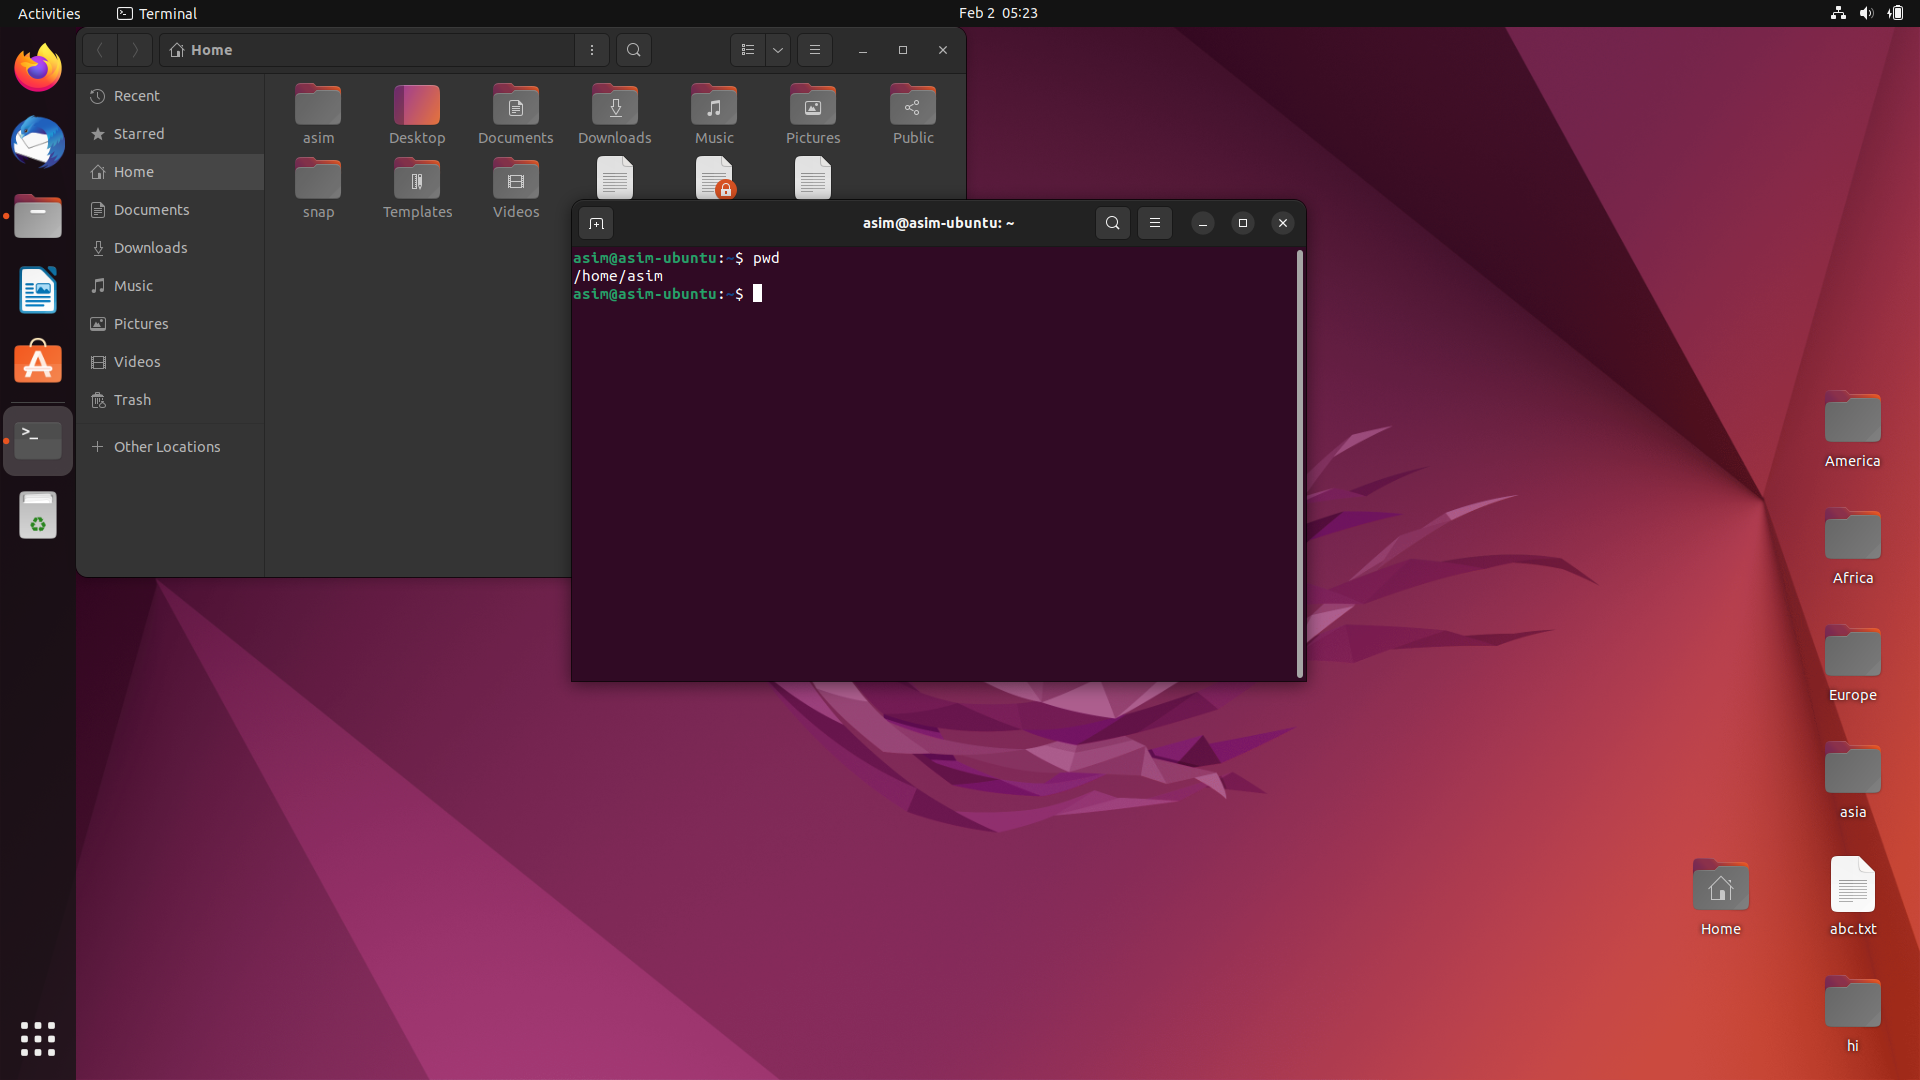 Activities
Terminal
Feb 2 05:23
Home
Recent
Starred
Home
Documents
Downloads
Music
Pictures
Videos
Trash
Other Locations
asim
Desktop
Documents
Downloads
Music
Pictures
Public
snap
Templates
Videos
asim@asim-ubuntu: ~
asim@asim-ubuntu:~$ pwd
/home/asim
asim@asim-ubuntu:~$
>_
America
Africa
Europe
asia
Home
abc.txt
hi